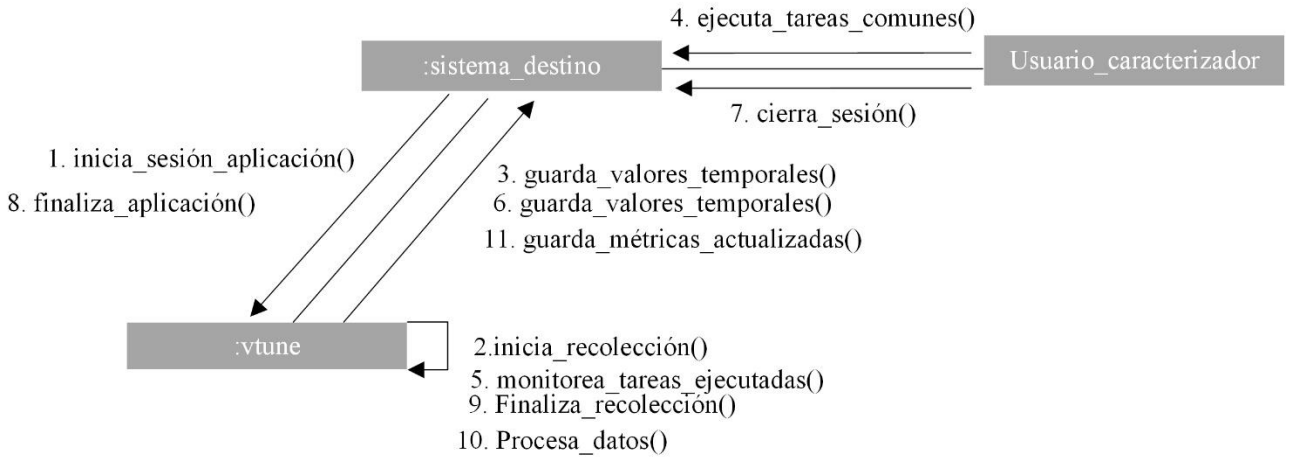 4. ejecuta_tareas_comunes()
:sistema_destino
Usuario_caracterizador
7. cierra_sesión()
1. inicia_sesión_aplicación()
8. finaliza_aplicación()
3. guarda_valores_temporales()
6. guarda_valores_temporales()
11. guarda_métricas_actualizadas()
:vtune
2.inicia_recolección()
5. monitorea_tareas_ejecutadas()
9. Finaliza_recolección()
10. Procesa_datos()